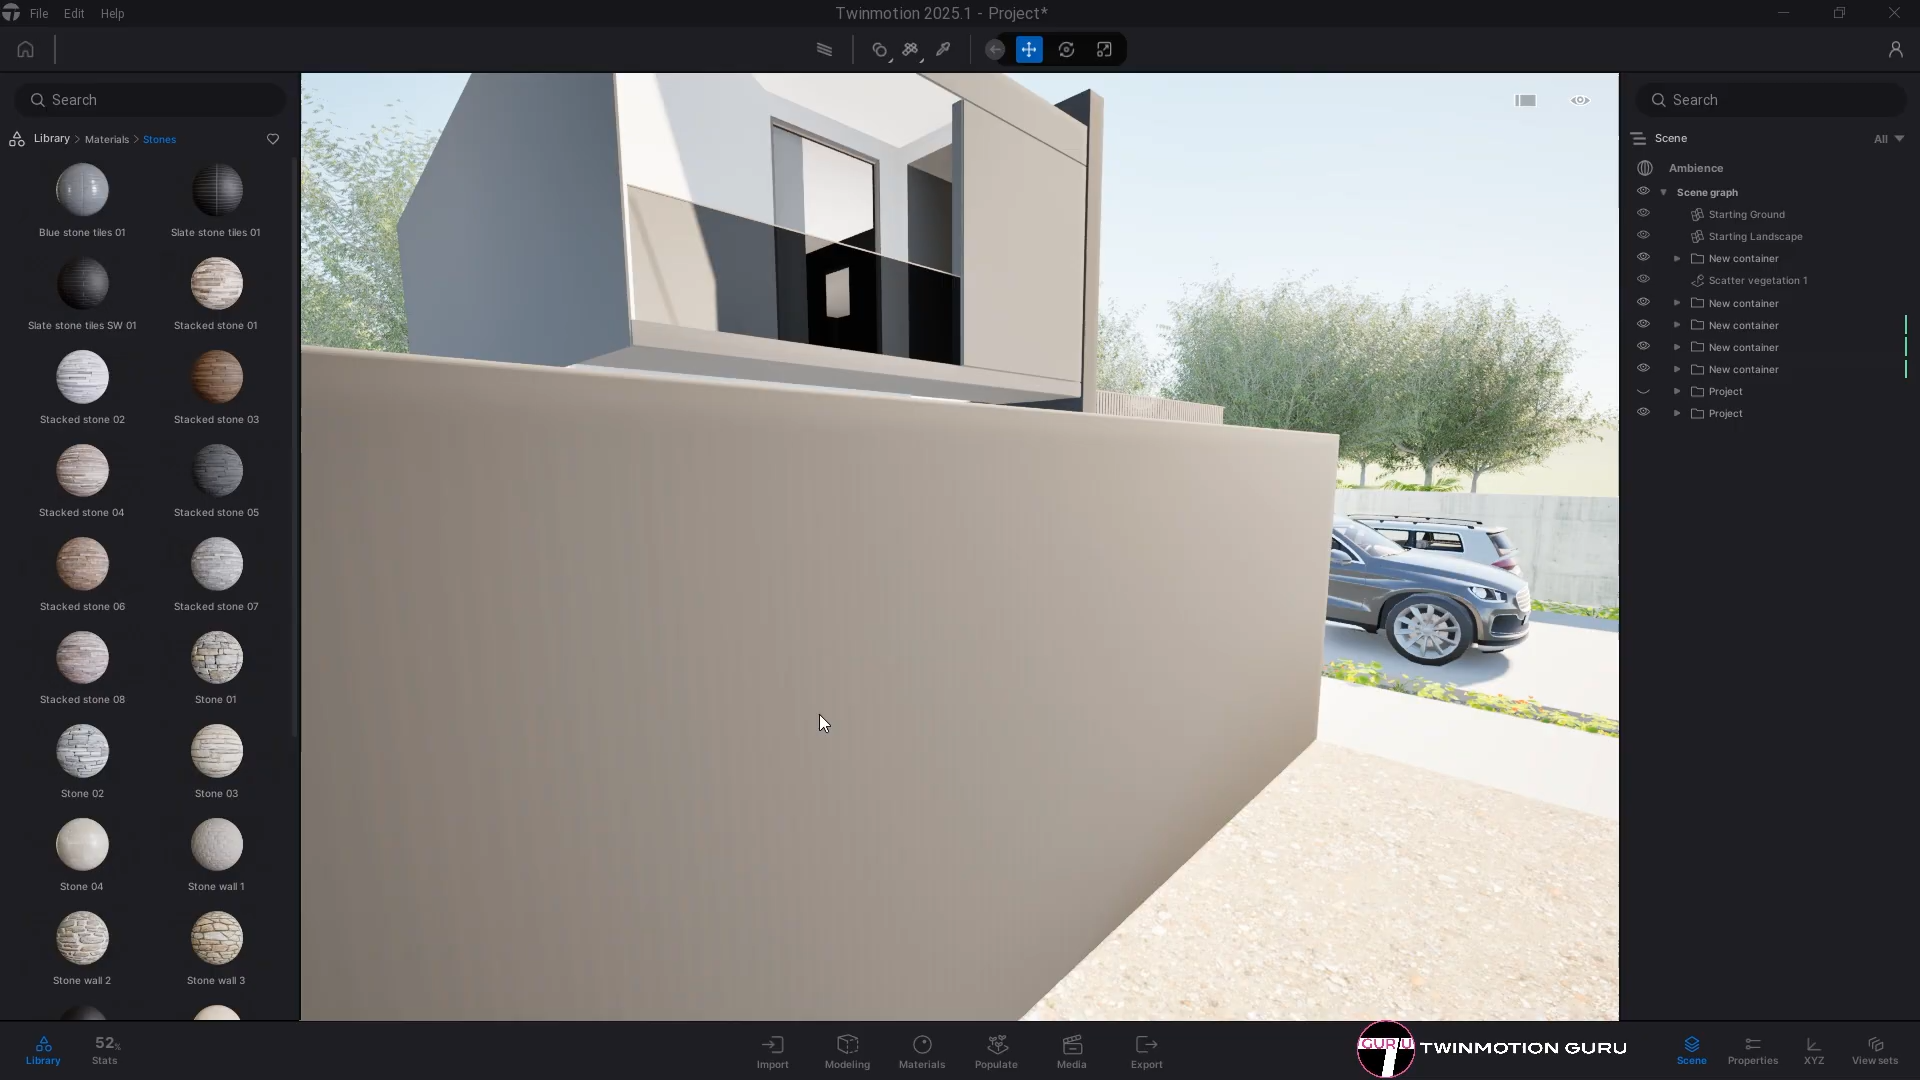 File Edit Help
Twinmotion 2025.1 - Project*
Search
Library > Materials > Stones
Blue stone tiles 01
Slate stone tiles 01
Slate stone tiles SW 01
Stacked stone 01
Stacked stone 02
Stacked stone 03
Stacked stone 04
Stacked stone 05
Stacked stone 06
Stacked stone 07
Stacked stone 08
Stone 01
Stone 02
Stone 03
Stone 04
Stone wall 1
Stone wall 2
Stone wall 3
Search
Scene
All
Ambience
Scene graph
Starting Ground
Starting Landscape
New container
Scatter vegetation 1
New container
New container
New container
New container
Project
Project
Library
52%
Stats
Import
Modeling
Materials
Populate
Media
Export
GURU
TWINMOTION GURU
Scene
Properties
XYZ
View sets